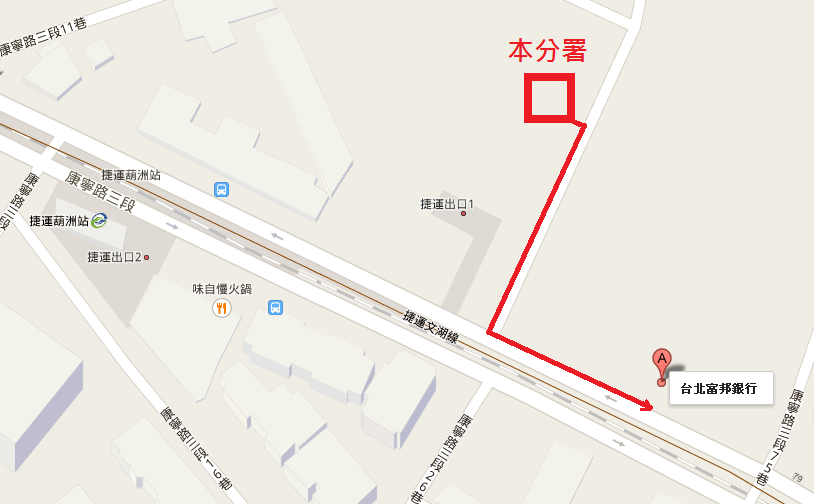 康寧路三段11巷
本分署
捷運葫洲站
康寧路三段
康寧路三段
捷運葫洲站
捷運出口1
捷運出口2
味自慢火鍋
捷運文湖線
A
台北富邦銀行
康寧路三段16巷
康寧路三段26巷
康寧路三段75巷
79